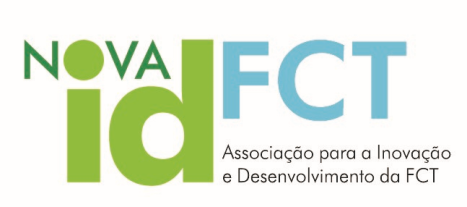 NOVA
id FCT
Associação para a Inovação
e Desenvolvimento da FCT